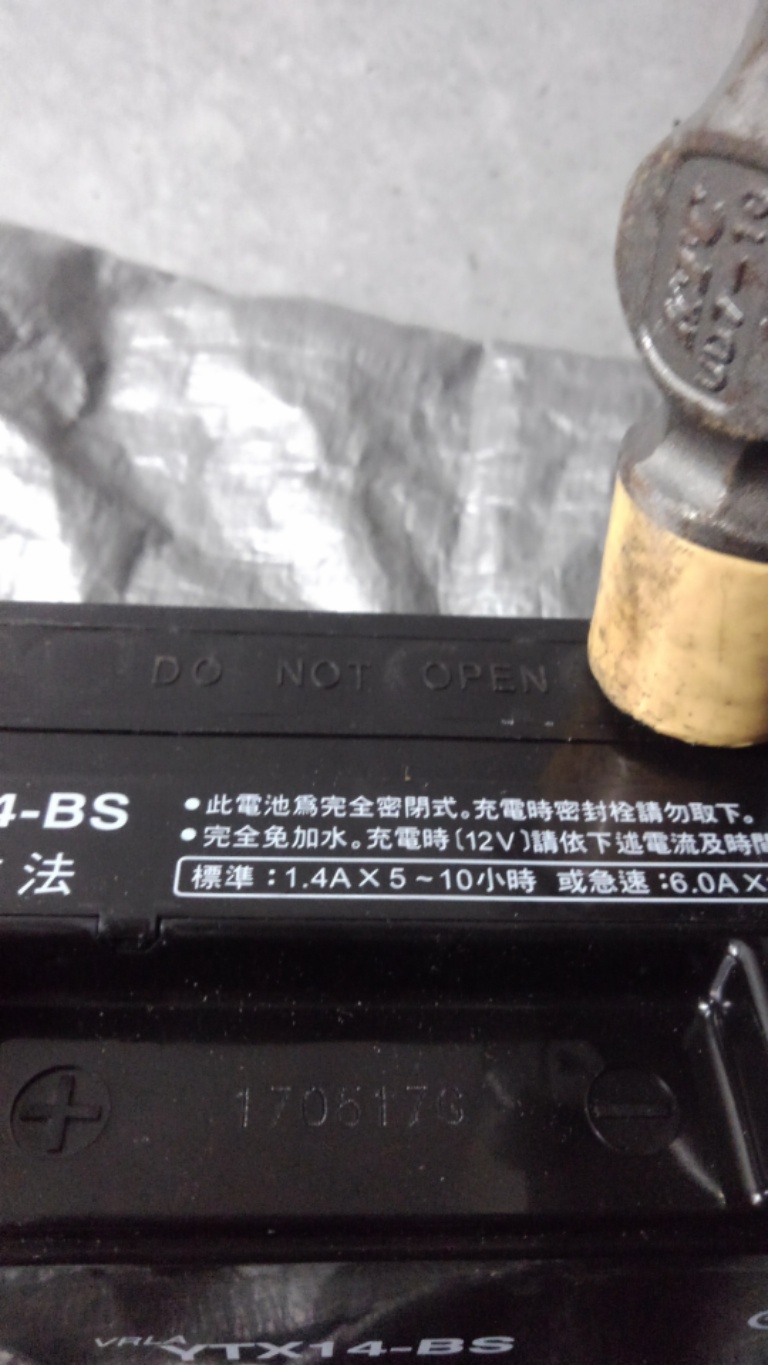 DO NOT OPEN
4-BS
法
●此電池爲完全密閉式。充電時密封栓請勿取下。
●完全免加水。充電時〔12V〕請依下述電流及時間
標準：1.4A X 5~10小時 或急速：6.0A X
170517G
VRLA YTX14-BS